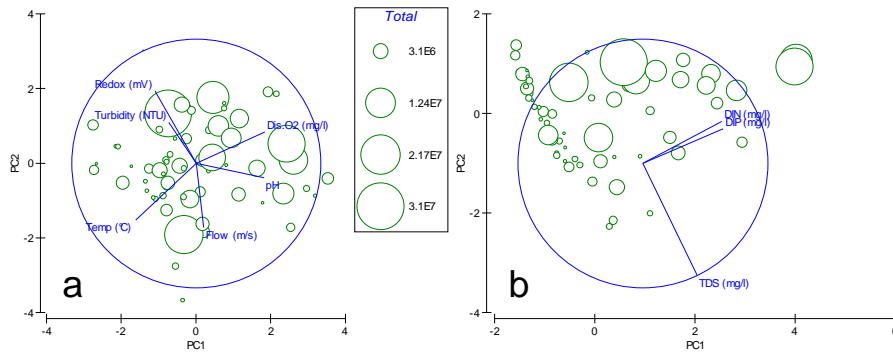 4
2
0
-2
-4
PC2
-4
-2
0
2
4
PC1
Redox (mV)
Turbidity (NTU)
Dis.O2 (mg/l)
pH
Temp (°C)
Flow (m/s)
a
Total
3.1E6
1.24E7
2.17E7
3.1E7
2
0
-2
-4
PC2
-2
0
2
4
6
PC1
DIN (mg/l)
DIP (mg/l)
TDS (mg/l)
b